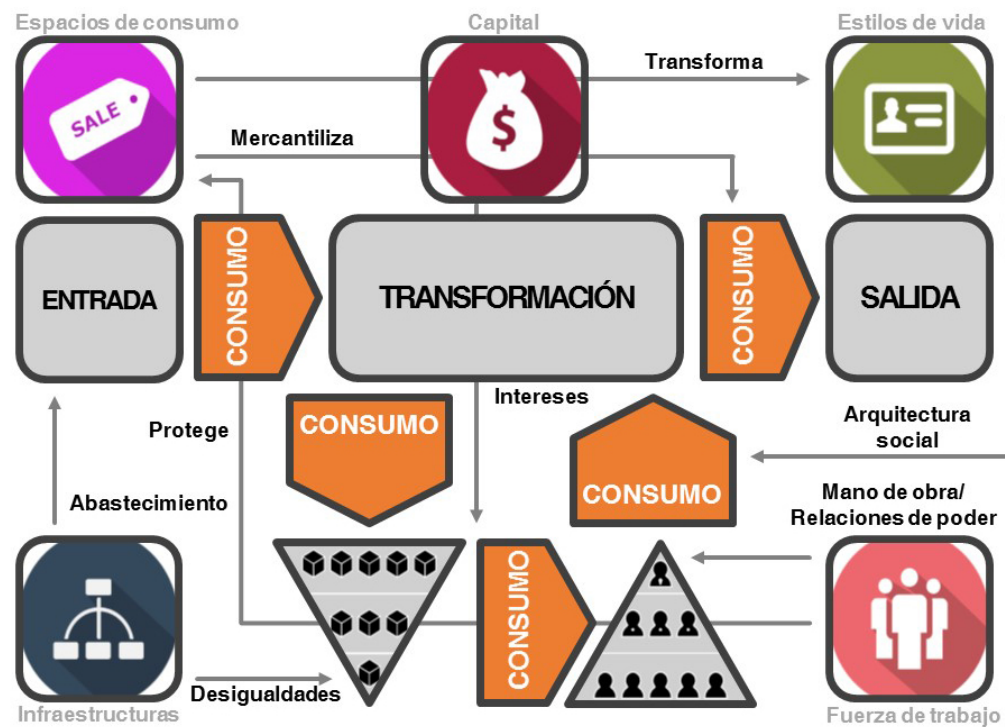 Espacios de consumo
Capital
Estilos de vida
SALE
$
Transforma
Mercantiliza
ENTRADA
CONSUMO
TRANSFORMACIÓN
CONSUMO
SALIDA
Protege
CONSUMO
Intereses
CONSUMO
Arquitectura
social
Abastecimiento
Mano de obra/
Relaciones de poder
CONSUMO
Desigualdades
Infraestructuras
Fuerza de trabajo